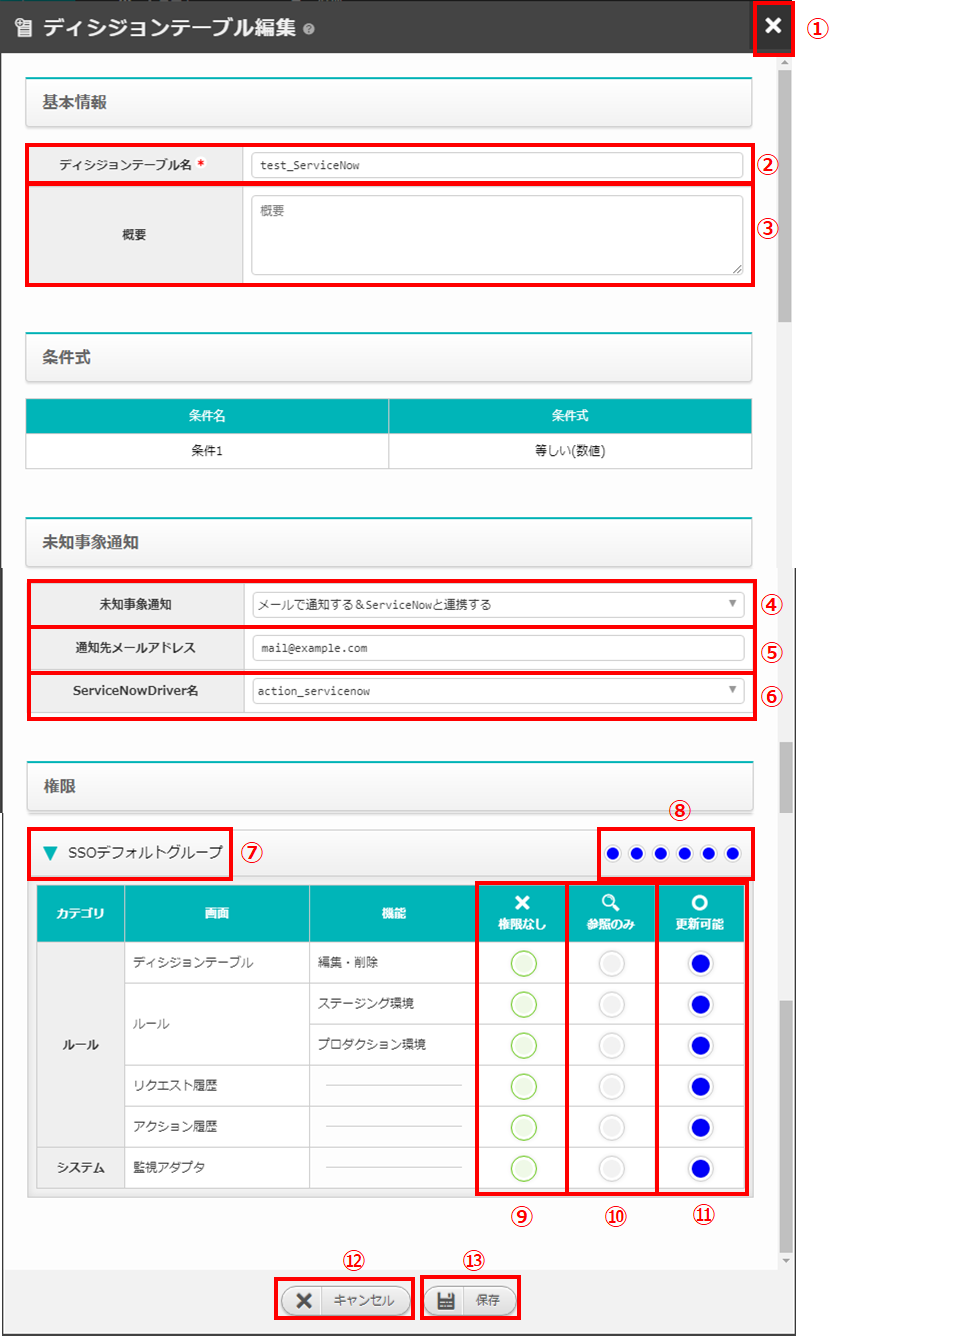 ディシジョンテーブル編集 ?
①
基本情報
ディシジョンテーブル名 * test_ServiceNow ②
概要 概要 ③
条件式
条件名 条件式
条件1 等しい(数値)
未知事象通知
未知事象通知 メールで通知する＆ServiceNowと連携する ④
通知先メールアドレス mail@example.com ⑤
ServiceNowDriver名 action_servicenow ⑥
権限
⑧
SSOデフォルトグループ ⑦
カテゴリ 画面 機能 権限なし 参照のみ 更新可能
ルール ディシジョンテーブル 編集・削除
ルール ステージング環境
プロダクション環境
リクエスト履歴
アクション履歴
システム 監視アダプタ
⑨ ⑩ ⑪
⑫ ⑬
キャンセル 保存